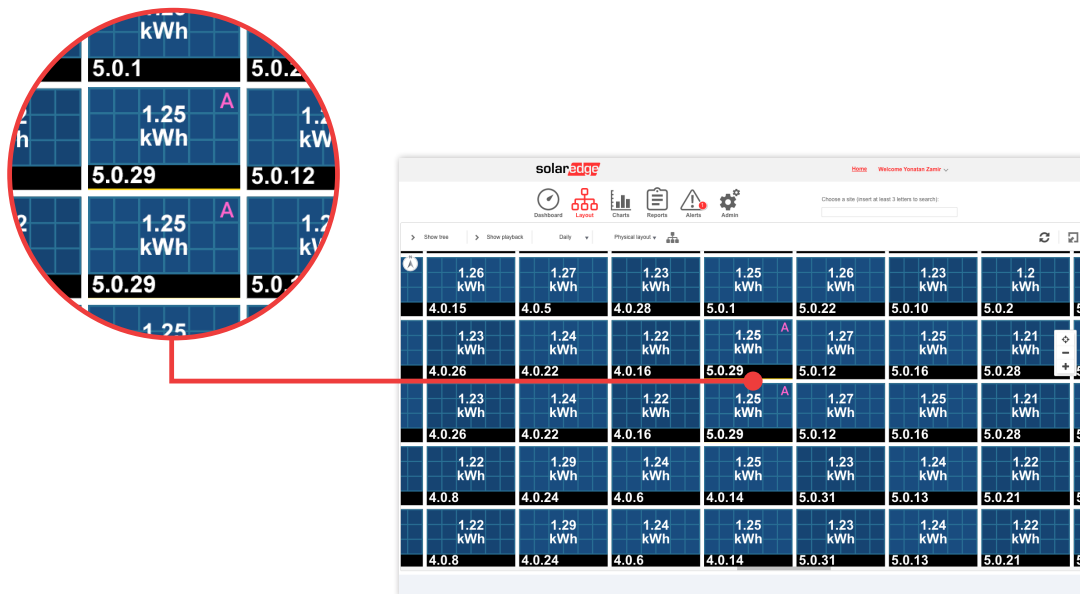 1.25
kWh
5.0.1
5.0.2
A
1.25
kWh
5.0.29
5.0.12
A
1.25
kWh
5.0.29
1.25
solaredge
Home Welcome Yonatan Zamir
Dashboard Layout Charts Reports Alerts Admin
Choose a site (insert at least 3 letters to search):
Show tree Show playback Daily Physical layout
1.26 kWh 1.27 kWh 1.23 kWh 1.25 kWh 1.26 kWh 1.23 kWh 1.2 kWh
4.0.15 4.0.5 4.0.28 5.0.1 5.0.22 5.0.10 5.0.2
A
1.23 kWh 1.24 kWh 1.22 kWh 1.25 kWh 1.27 kWh 1.25 kWh 1.21 kWh
4.0.26 4.0.22 4.0.16 5.0.29 5.0.12 5.0.16 5.0.28
A
1.23 kWh 1.24 kWh 1.22 kWh 1.25 kWh 1.27 kWh 1.25 kWh 1.21 kWh
4.0.26 4.0.22 4.0.16 5.0.29 5.0.12 5.0.16 5.0.28
1.22 kWh 1.29 kWh 1.24 kWh 1.25 kWh 1.23 kWh 1.24 kWh 1.22 kWh
4.0.8 4.0.24 4.0.6 4.0.14 5.0.31 5.0.13 5.0.21
1.22 kWh 1.29 kWh 1.24 kWh 1.25 kWh 1.23 kWh 1.24 kWh 1.22 kWh
4.0.8 4.0.24 4.0.6 4.0.14 5.0.31 5.0.13 5.0.21